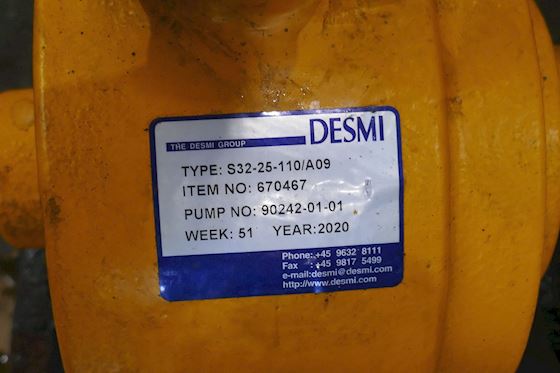 DESMI
THE DESMI GROUP
TYPE: S32-25-110/A09
ITEM NO: 670467
PUMP NO: 90242-01-01
WEEK: 51 YEAR:2020
Phone: +45 9632 8111
Fax : +45 9817 5499
e-mail:desmi@desmi.com
http://www.desmi.com